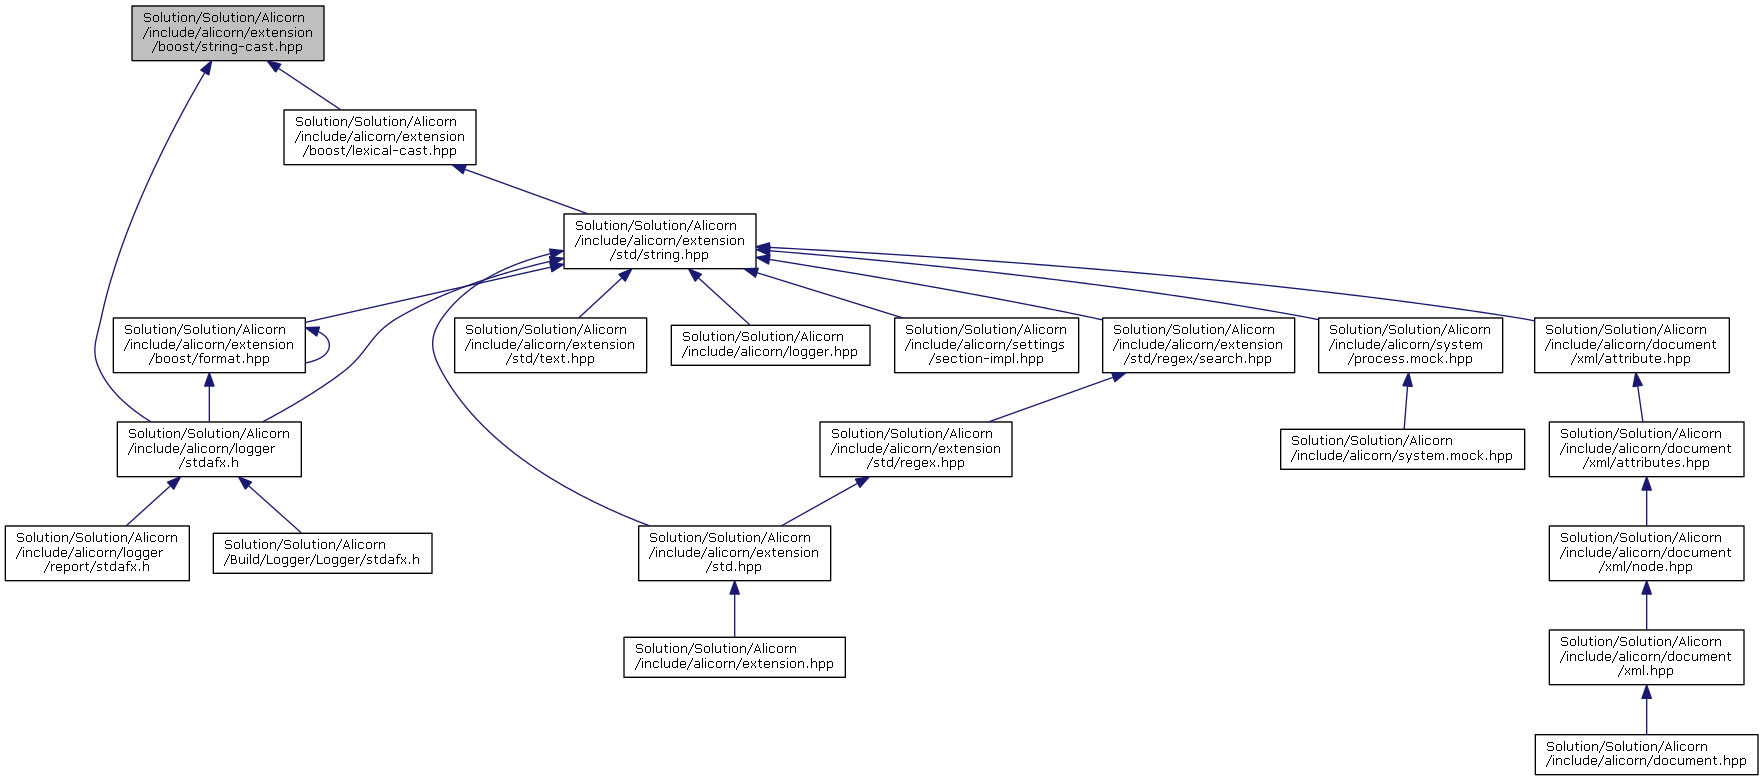 Solution/Solution/Alicorn
/include/alicorn/extension
/boost/string-cast.hpp
Solution/Solution/Alicorn
/include/alicorn/extension
/boost/lexical-cast.hpp
Solution/Solution/Alicorn
/include/alicorn/extension
/std/string.hpp
Solution/Solution/Alicorn
/include/alicorn/extension
/boost/format.hpp
Solution/Solution/Alicorn
/include/alicorn/extension
/std/text.hpp
Solution/Solution/Alicorn
/include/alicorn/logger.hpp
Solution/Solution/Alicorn
/include/alicorn/settings
/section-impl.hpp
Solution/Solution/Alicorn
/include/alicorn/extension
/std/regex/search.hpp
Solution/Solution/Alicorn
/include/alicorn/system
/process.mock.hpp
Solution/Solution/Alicorn
/include/alicorn/document
/xml/attribute.hpp
Solution/Solution/Alicorn
/include/alicorn/logger
/stdafx.h
Solution/Solution/Alicorn
/include/alicorn/extension
/std/regex.hpp
Solution/Solution/Alicorn
/include/alicorn/system.mock.hpp
Solution/Solution/Alicorn
/include/alicorn/document
/xml/attributes.hpp
Solution/Solution/Alicorn
/include/alicorn/logger
/report/stdafx.h
Solution/Solution/Alicorn
/Build/Logger/Logger/stdafx.h
Solution/Solution/Alicorn
/include/alicorn/extension
/std.hpp
Solution/Solution/Alicorn
/include/alicorn/document
/xml/node.hpp
Solution/Solution/Alicorn
/include/alicorn/extension.hpp
Solution/Solution/Alicorn
/include/alicorn/document
/xml.hpp
Solution/Solution/Alicorn
/include/alicorn/document.hpp